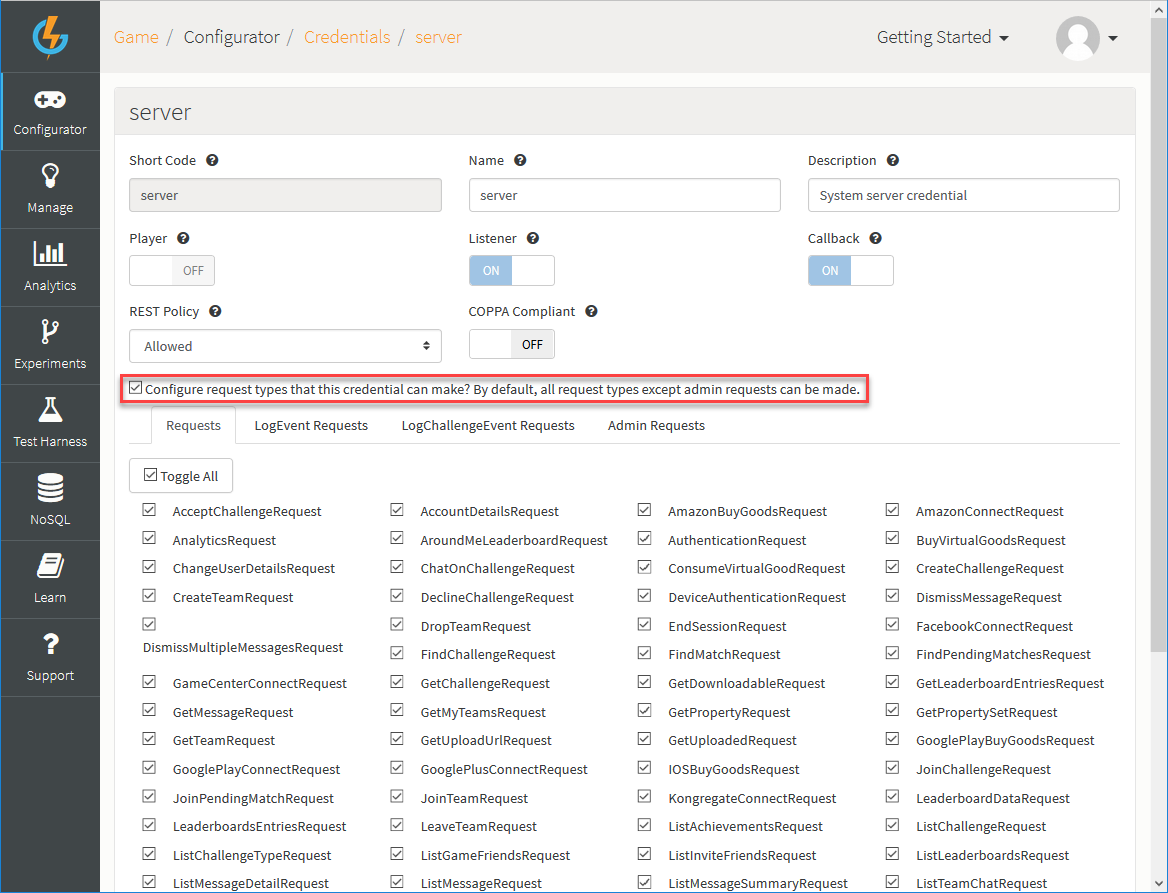 Game / Configurator / Credentials / server
Getting Started
Configurator
Manage
Analytics
Experiments
Test Harness
NoSQL
Learn
Support
server
Short Code Name Description
server server System server credential
Player Listener Callback
OFF ON ON
REST Policy COPPA Compliant
Allowed OFF
Configure request types that this credential can make? By default, all request types except admin requests can be made.
Requests LogEvent Requests LogChallengeEvent Requests Admin Requests
Toggle All
AcceptChallengeRequest AccountDetailsRequest AmazonBuyGoodsRequest AmazonConnectRequest
AnalyticsRequest AroundMeLeaderboardRequest AuthenticationRequest BuyVirtualGoodsRequest
ChangeUserDetailsRequest ChatOnChallengeRequest ConsumeVirtualGoodRequest CreateChallengeRequest
CreateTeamRequest DeclineChallengeRequest DeviceAuthenticationRequest DismissMessageRequest
DropTeamRequest EndSessionRequest FacebookConnectRequest
DismissMultipleMessagesRequest
FindChallengeRequest FindMatchRequest FindPendingMatchesRequest
GameCenterConnectRequest GetChallengeRequest GetDownloadableRequest GetLeaderboardEntriesRequest
GetMessageRequest GetMyTeamsRequest GetPropertyRequest GetPropertySetRequest
GetTeamRequest GetUploadUrlRequest GetUploadedRequest GooglePlayBuyGoodsRequest
GooglePlayConnectRequest GooglePlusConnectRequest IOSBuyGoodsRequest JoinChallengeRequest
JoinPendingMatchRequest JoinTeamRequest KongregateConnectRequest LeaderboardDataRequest
LeaderboardsEntriesRequest LeaveTeamRequest ListAchievementsRequest ListChallengeRequest
ListChallengeTypeRequest ListGameFriendsRequest ListInviteFriendsRequest ListLeaderboardsRequest
ListMessageDetailRequest ListMessageRequest ListMessageSummaryRequest ListTeamChatRequest